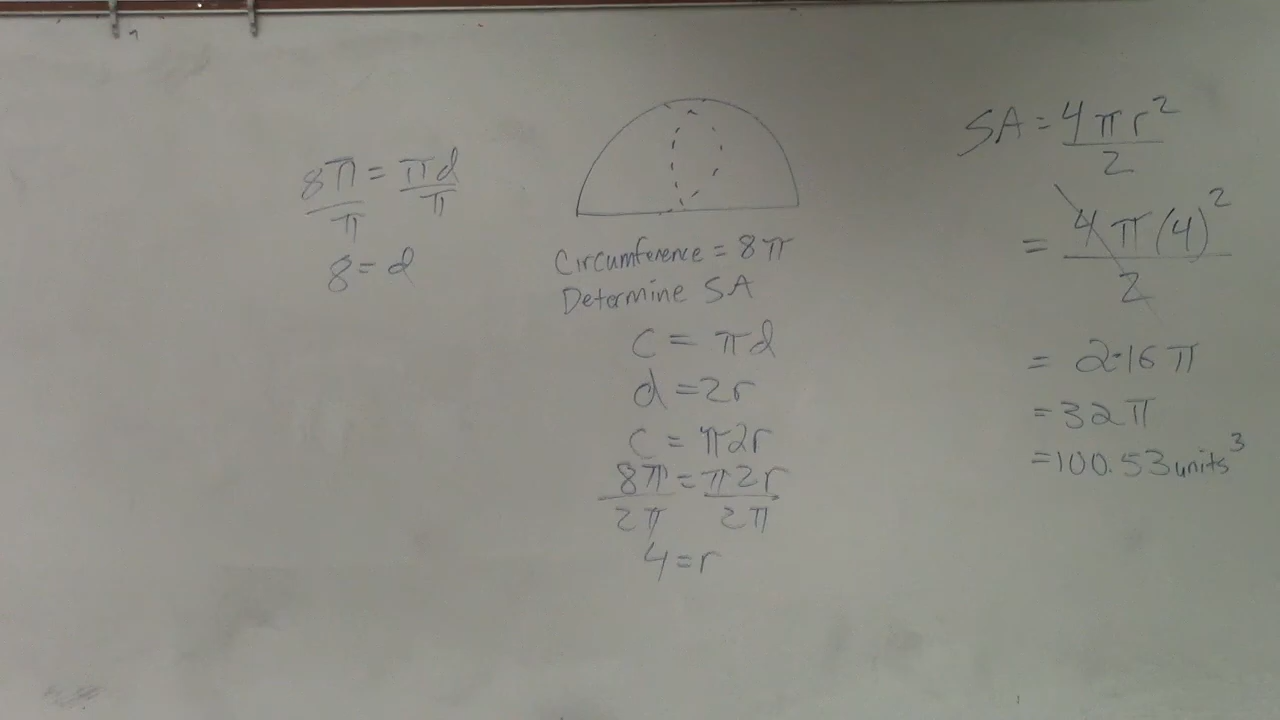 8π = πd
π π
8 = d
Circumference = 8π
Determine SA
C = πd
d = 2r
C = π2r
8π = π2r
2π 2π
4 = r
SA = 4πr²
2
= 4π(4)²
2
= 2·16π
= 32π
= 100.53 units³